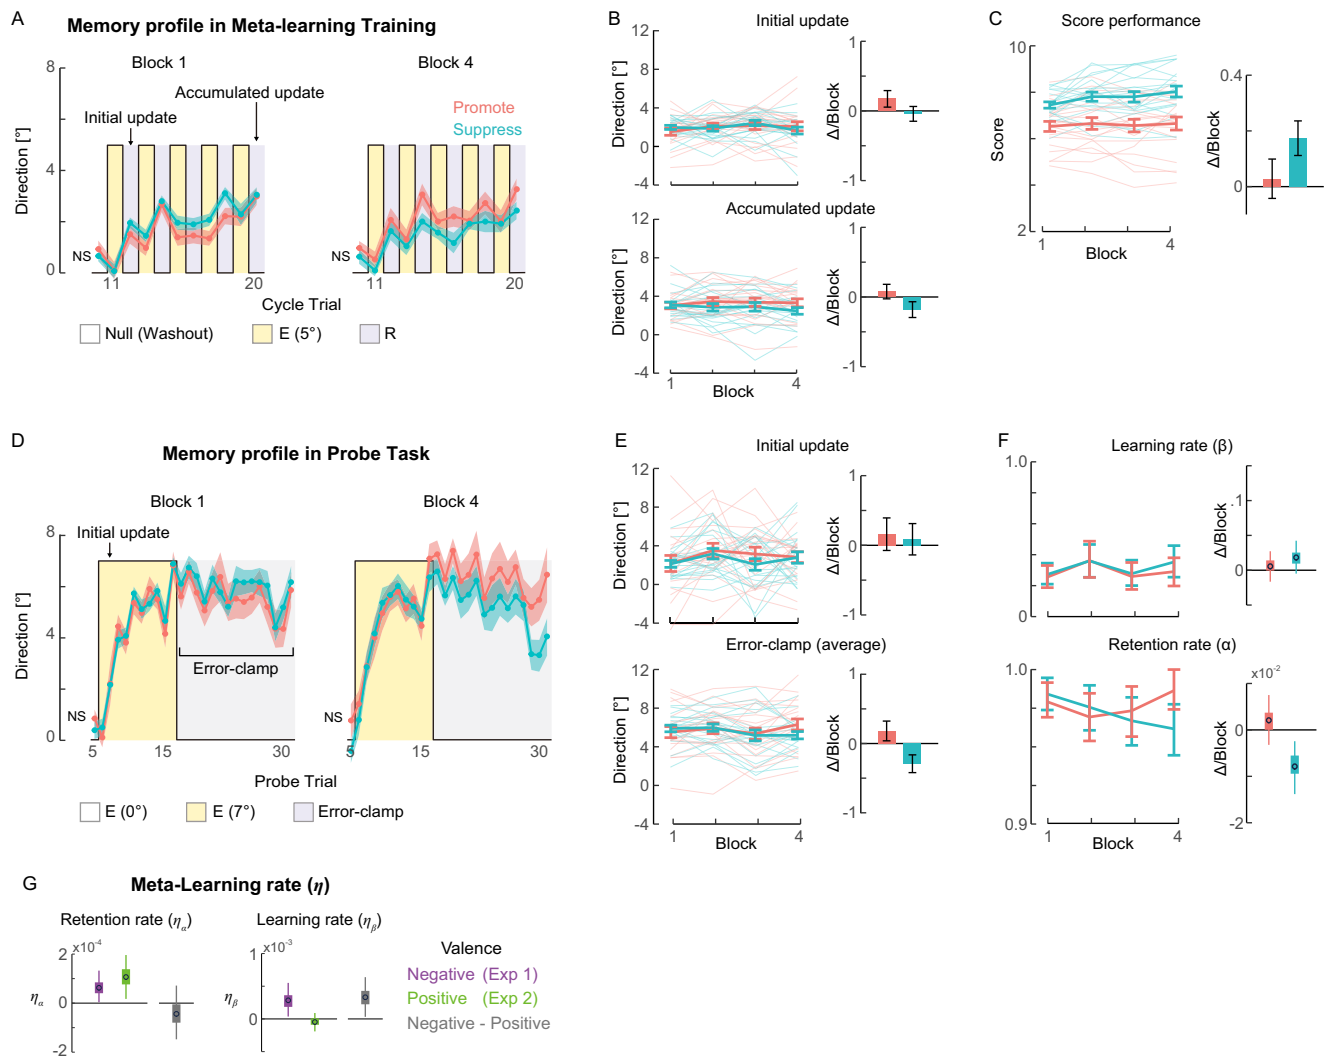 A
Memory profile in Meta-learning Training
Block 1
Block 4
8
4
0
Direction [°]
Initial update
Accumulated update
Promote
Suppress
NS
NS
11
20
11
20
Cycle Trial
Null (Washout)
E (5°)
R
B
Initial update
12
8
4
0
-4
Direction [°]
1
0
-1
Δ/Block
Accumulated update
12
8
4
0
-4
Direction [°]
1
4
Block
1
0
-1
Δ/Block
C
Score performance
10
2
Score
1
4
Block
0.4
0
Δ/Block
D
Memory profile in Probe Task
Block 1
Block 4
8
4
0
Direction [°]
Initial update
Error-clamp
NS
NS
5
15
30
5
15
30
Probe Trial
E (0°)
E (7°)
Error-clamp
E
Initial update
12
8
4
0
-4
Direction [°]
1
0
-1
Δ/Block
Error-clamp (average)
12
8
4
0
-4
Direction [°]
1
4
Block
1
0
-1
Δ/Block
F
Learning rate (β)
1.0
0
.1
0
Δ/Block
Retention rate (α)
1.0
0.9
1
4
Block
x10⁻²
0
-2
Δ/Block
G
Meta-Learning rate (η)
Retention rate (ηα)
x10⁻⁴
2
0
-2
ηα
Learning rate (ηβ)
x10⁻³
1
0
ηβ
Valence
Negative (Exp 1)
Positive (Exp 2)
Negative - Positive